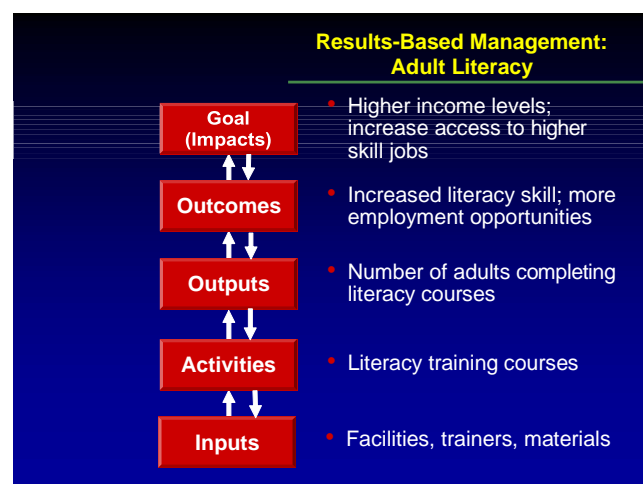 Results-Based Management:
Adult Literacy
Goal
(Impacts)
• Higher income levels;
increase access to higher
skill jobs
Outcomes
• Increased literacy skill; more
employment opportunities
Outputs
• Number of adults completing
literacy courses
Activities
• Literacy training courses
Inputs
• Facilities, trainers, materials